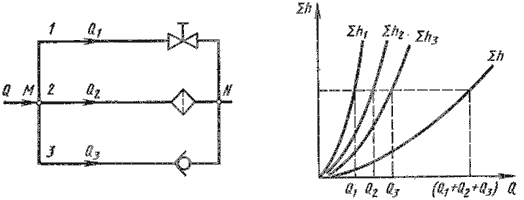 1 Q₁
Q M 2 Q₂ N
3 Q₃
Σh Σh₁ Σh₂ Σh₃ Σh
Q₁ Q₂ Q₃ (Q₁+Q₂+Q₃) Q